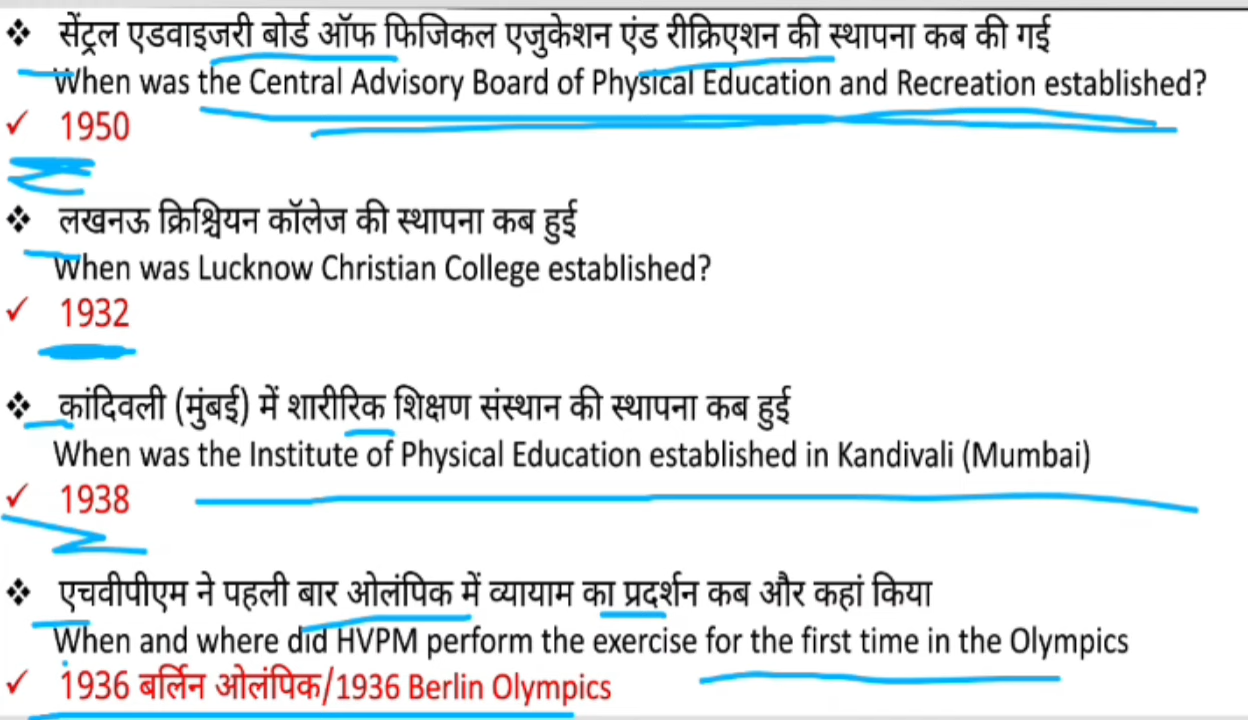 ❖ सेंट्रल एडवाइजरी बोर्ड ऑफ फिजिकल एजुकेशन एंड रीक्रिएशन की स्थापना कब की गई
When was the Central Advisory Board of Physical Education and Recreation established?
✓ 1950
❖ लखनऊ क्रिश्चियन कॉलेज की स्थापना कब हुई
When was Lucknow Christian College established?
✓ 1932
❖ कांदिवली (मुंबई) में शारीरिक शिक्षण संस्थान की स्थापना कब हुई
When was the Institute of Physical Education established in Kandivali (Mumbai)
✓ 1938
❖ एचवीपीएम ने पहली बार ओलंपिक में व्यायाम का प्रदर्शन कब और कहां किया
When and where did HVPM perform the exercise for the first time in the Olympics
✓ 1936 बर्लिन ओलंपिक/1936 Berlin Olympics